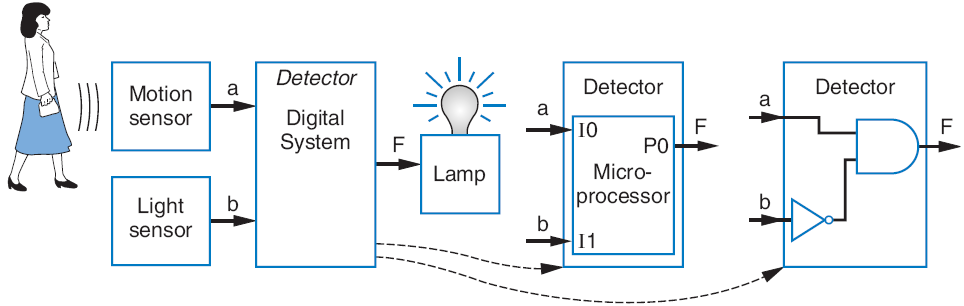 Motion
sensor
a
Light
sensor
b
Detector
Digital
System
F
Lamp
Detector
a
I0
P0
F
Micro-
processor
b
I1
Detector
a
F
b